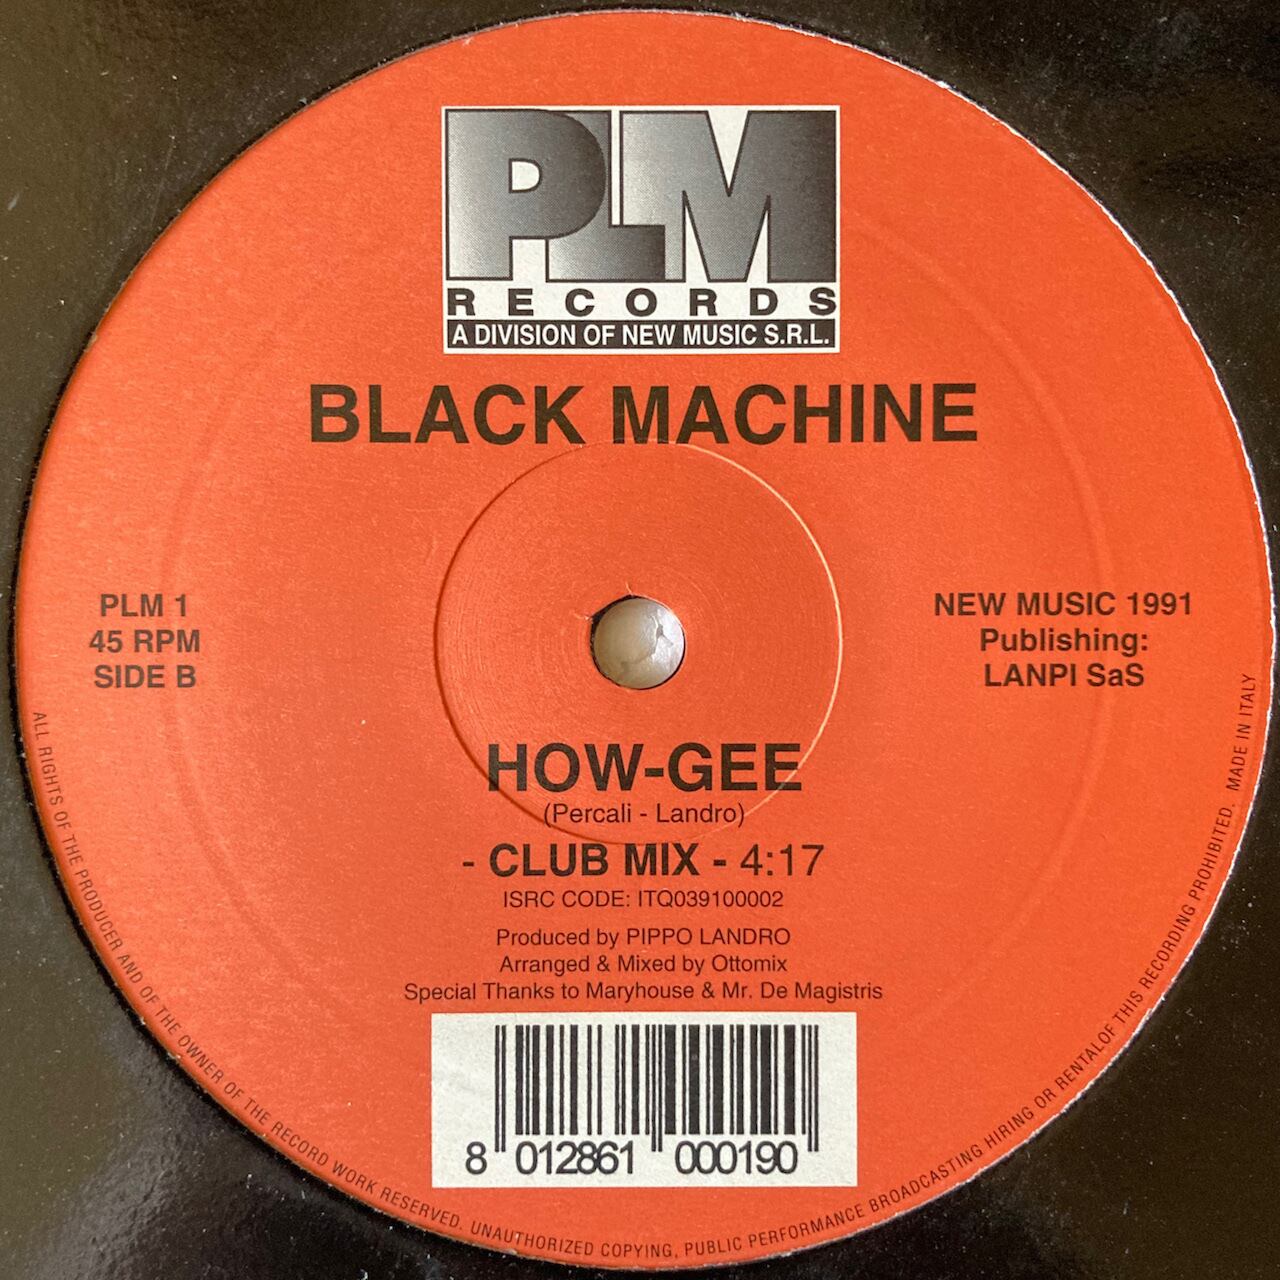 PLM
RECORDS
A DIVISION OF NEW MUSIC S.R.L.
BLACK MACHINE
PLM 1
45 RPM
SIDE B
NEW MUSIC 1991
Publishing:
LANPI SaS
HOW-GEE
(Percali - Landro)
- CLUB MIX - 4:17
ISRC CODE: ITQ039100002
Produced by PIPPO LANDRO
Arranged & Mixed by Ottomix
Special Thanks to Maryhouse & Mr. De Magistris
8 012861 000190
ALL RIGHTS OF THE PRODUCER AND OF THE OWNER OF THE RECORD WORK RESERVED. UNAUTHORIZED COPYING, PUBLIC PERFORMANCE BROADCASTING HIRING OR RENTALOF THIS RECORDING PROHIBITED. MADE IN ITALY